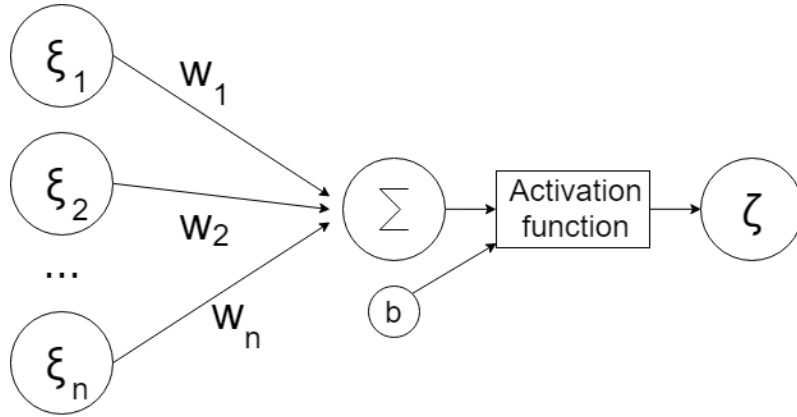 ξ1
w1
ξ2
w2
...
ξn
wn
Σ
b
Activation
function
ζ